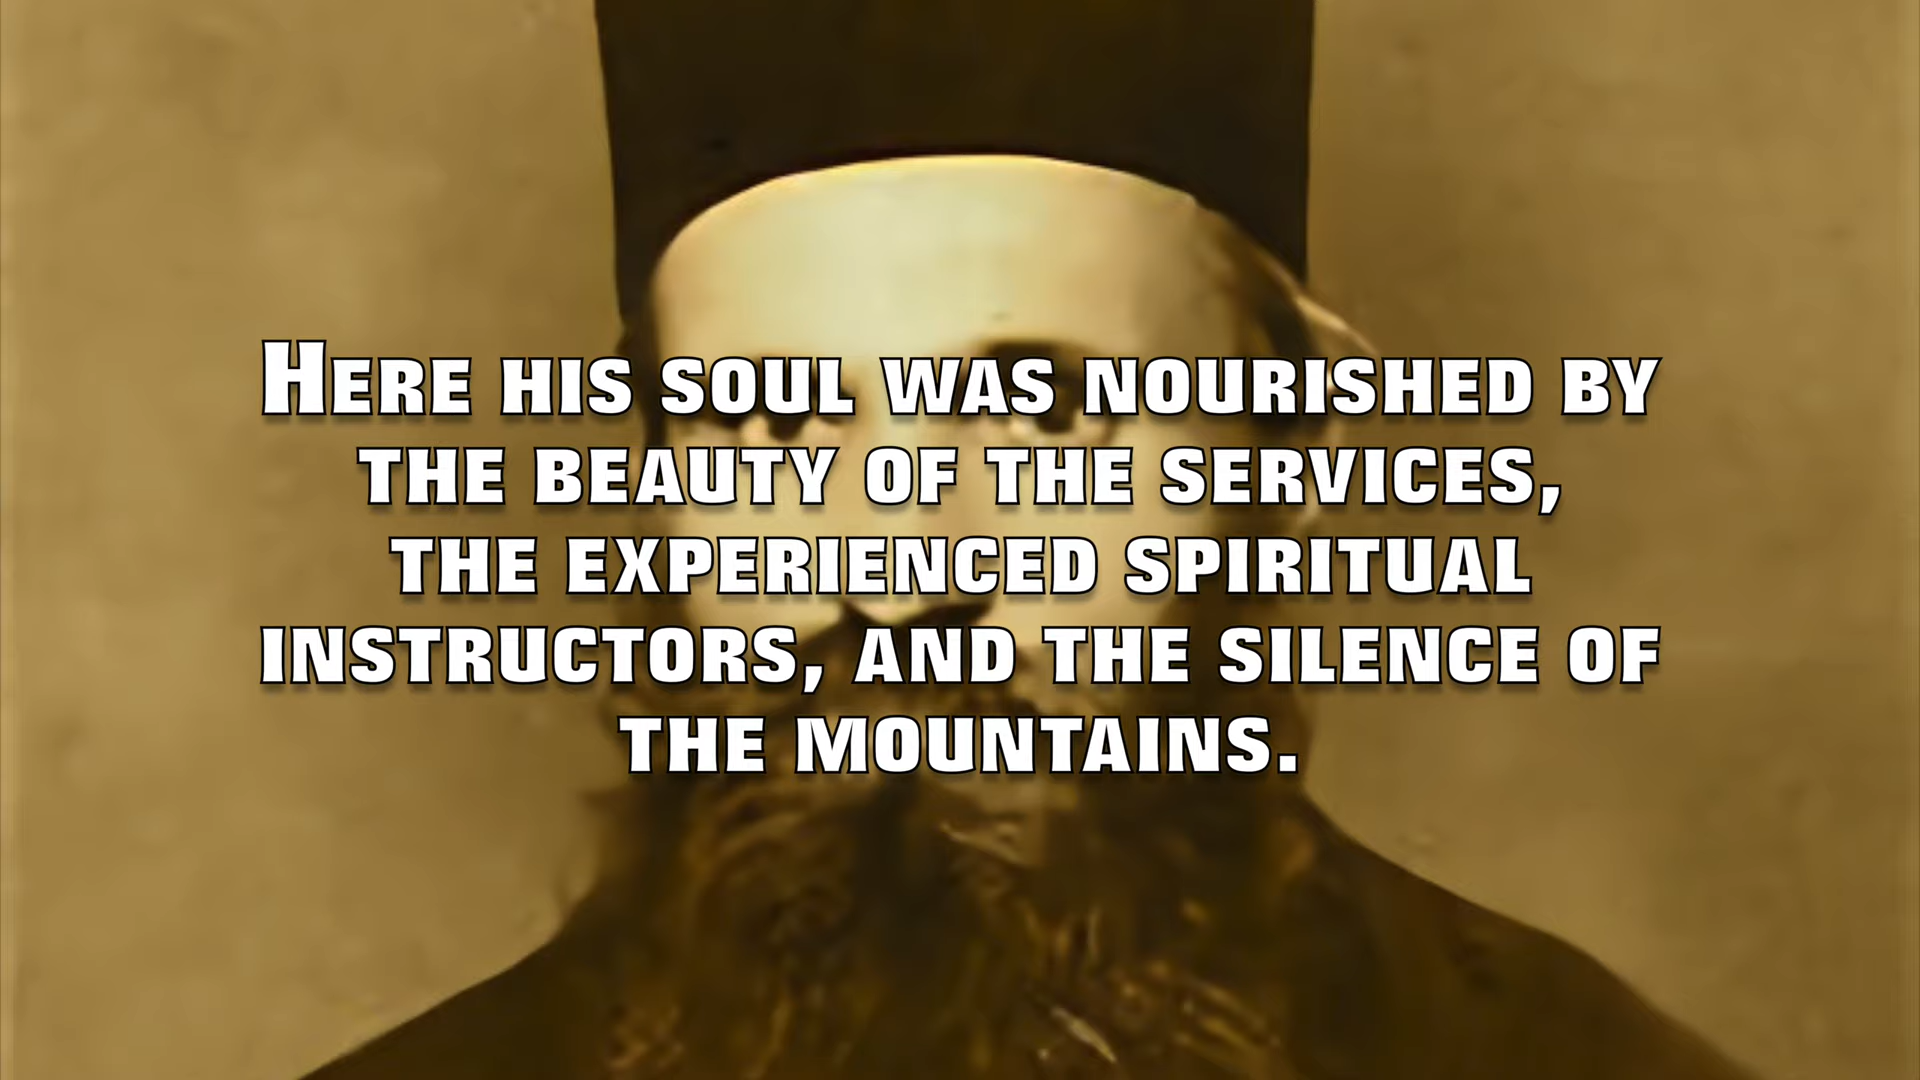 Here his soul was nourished by
the beauty of the services,
the experienced spiritual
instructors, and the silence of
the mountains.